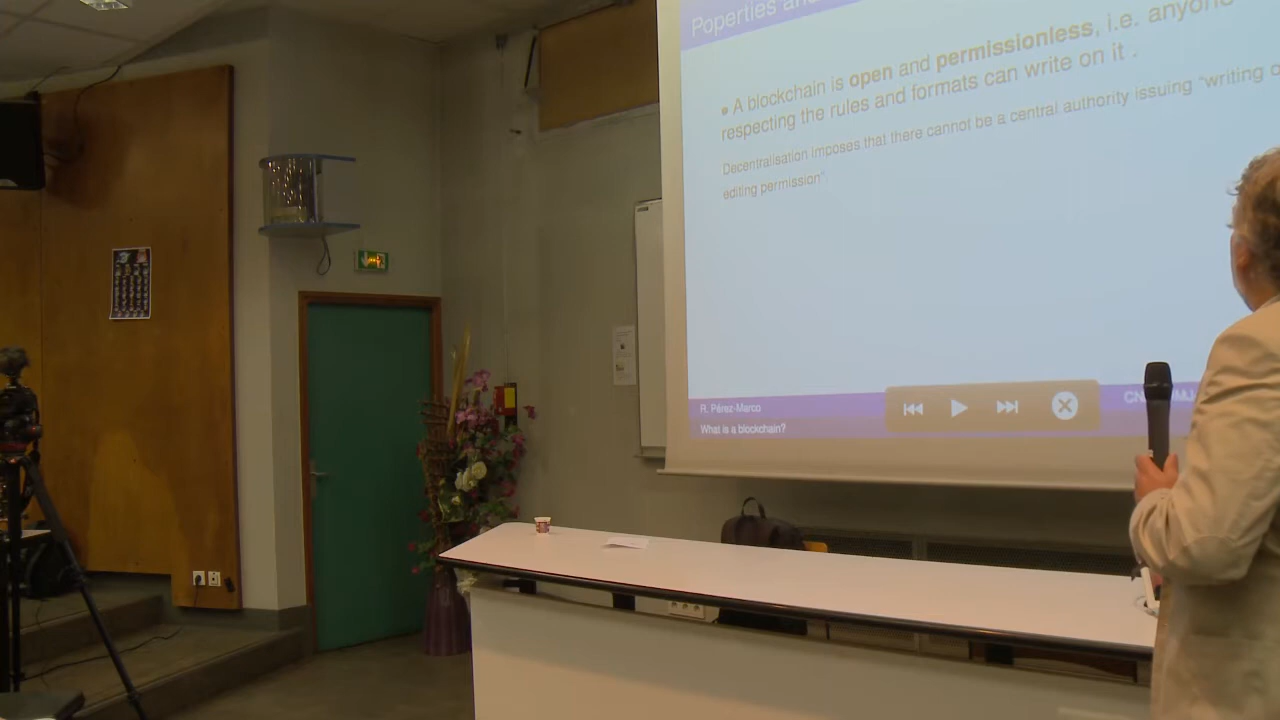 Poperties and
• A blockchain is open and permissionless, i.e. anyone
respecting the rules and formats can write on it .
Decentralisation imposes that there cannot be a central authority issuing "writing o
editing permission"
R. Pérez-Marco
What is a blockchain?